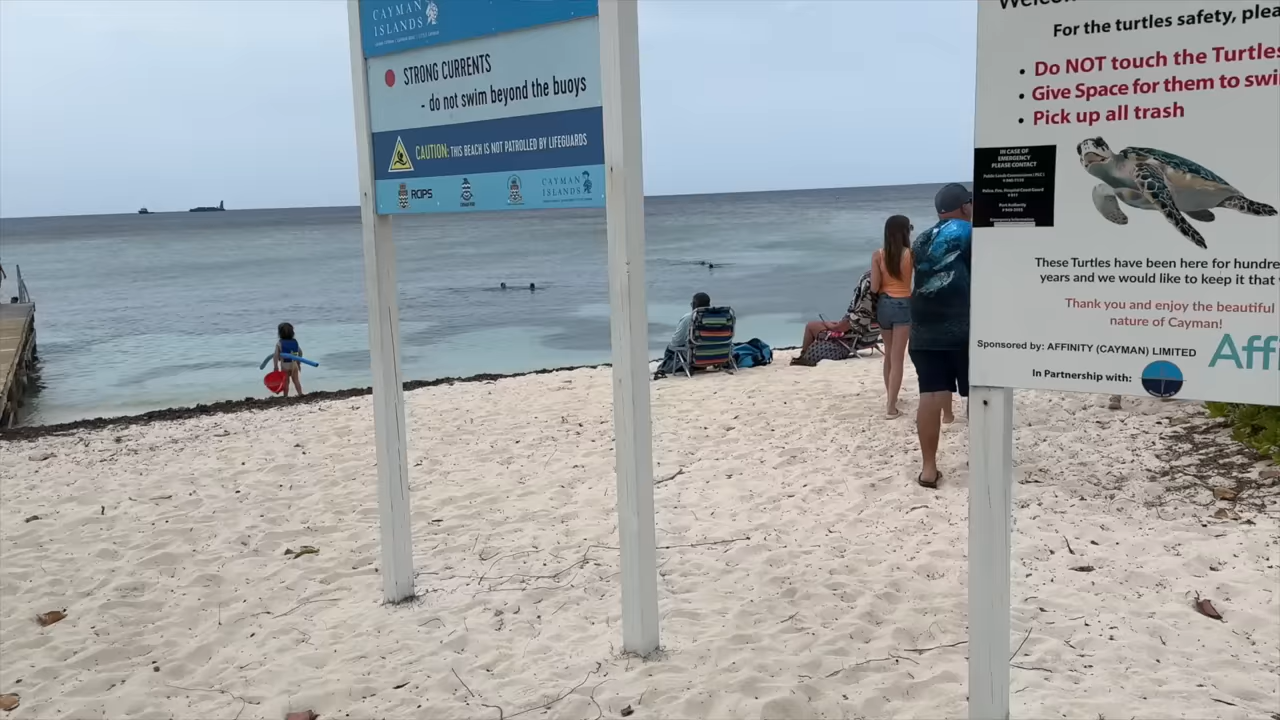 CAYMAN
ISLANDS
STRONG CURRENTS
- do not swim beyond the buoys
CAUTION: THIS BEACH IS NOT PATROLLED BY LIFEGUARDS
RCIPS
CAYMAN
ISLANDS
Welcom
For the turtles safety, plea
• Do NOT touch the Turtles
• Give Space for them to swi
• Pick up all trash
IN CASE OF
EMERGENCY
PLEASE CONTACT
These Turtles have been here for hundre
years and we would like to keep it that
Thank you and enjoy the beautiful
nature of Cayman!
Sponsored by: AFFINITY (CAYMAN) LIMITED
Affi
In Partnership with: